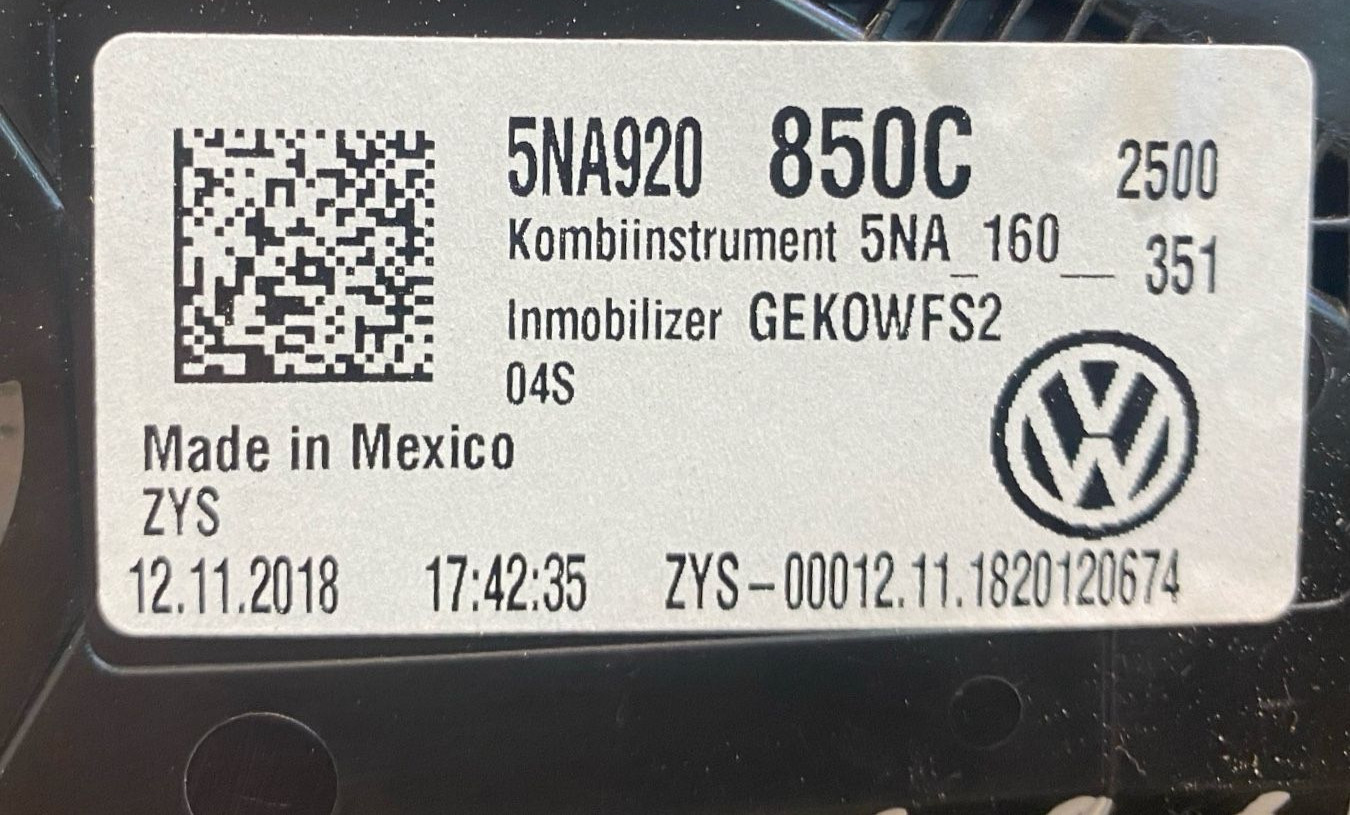 5NA920 850C 2500
Kombiinstrument 5NA_160__ 351
Inmobilizer GEKOWFS2
04S
Made in Mexico
ZYS
12.11.2018 17:42:35 ZYS-00012.11.1820120674